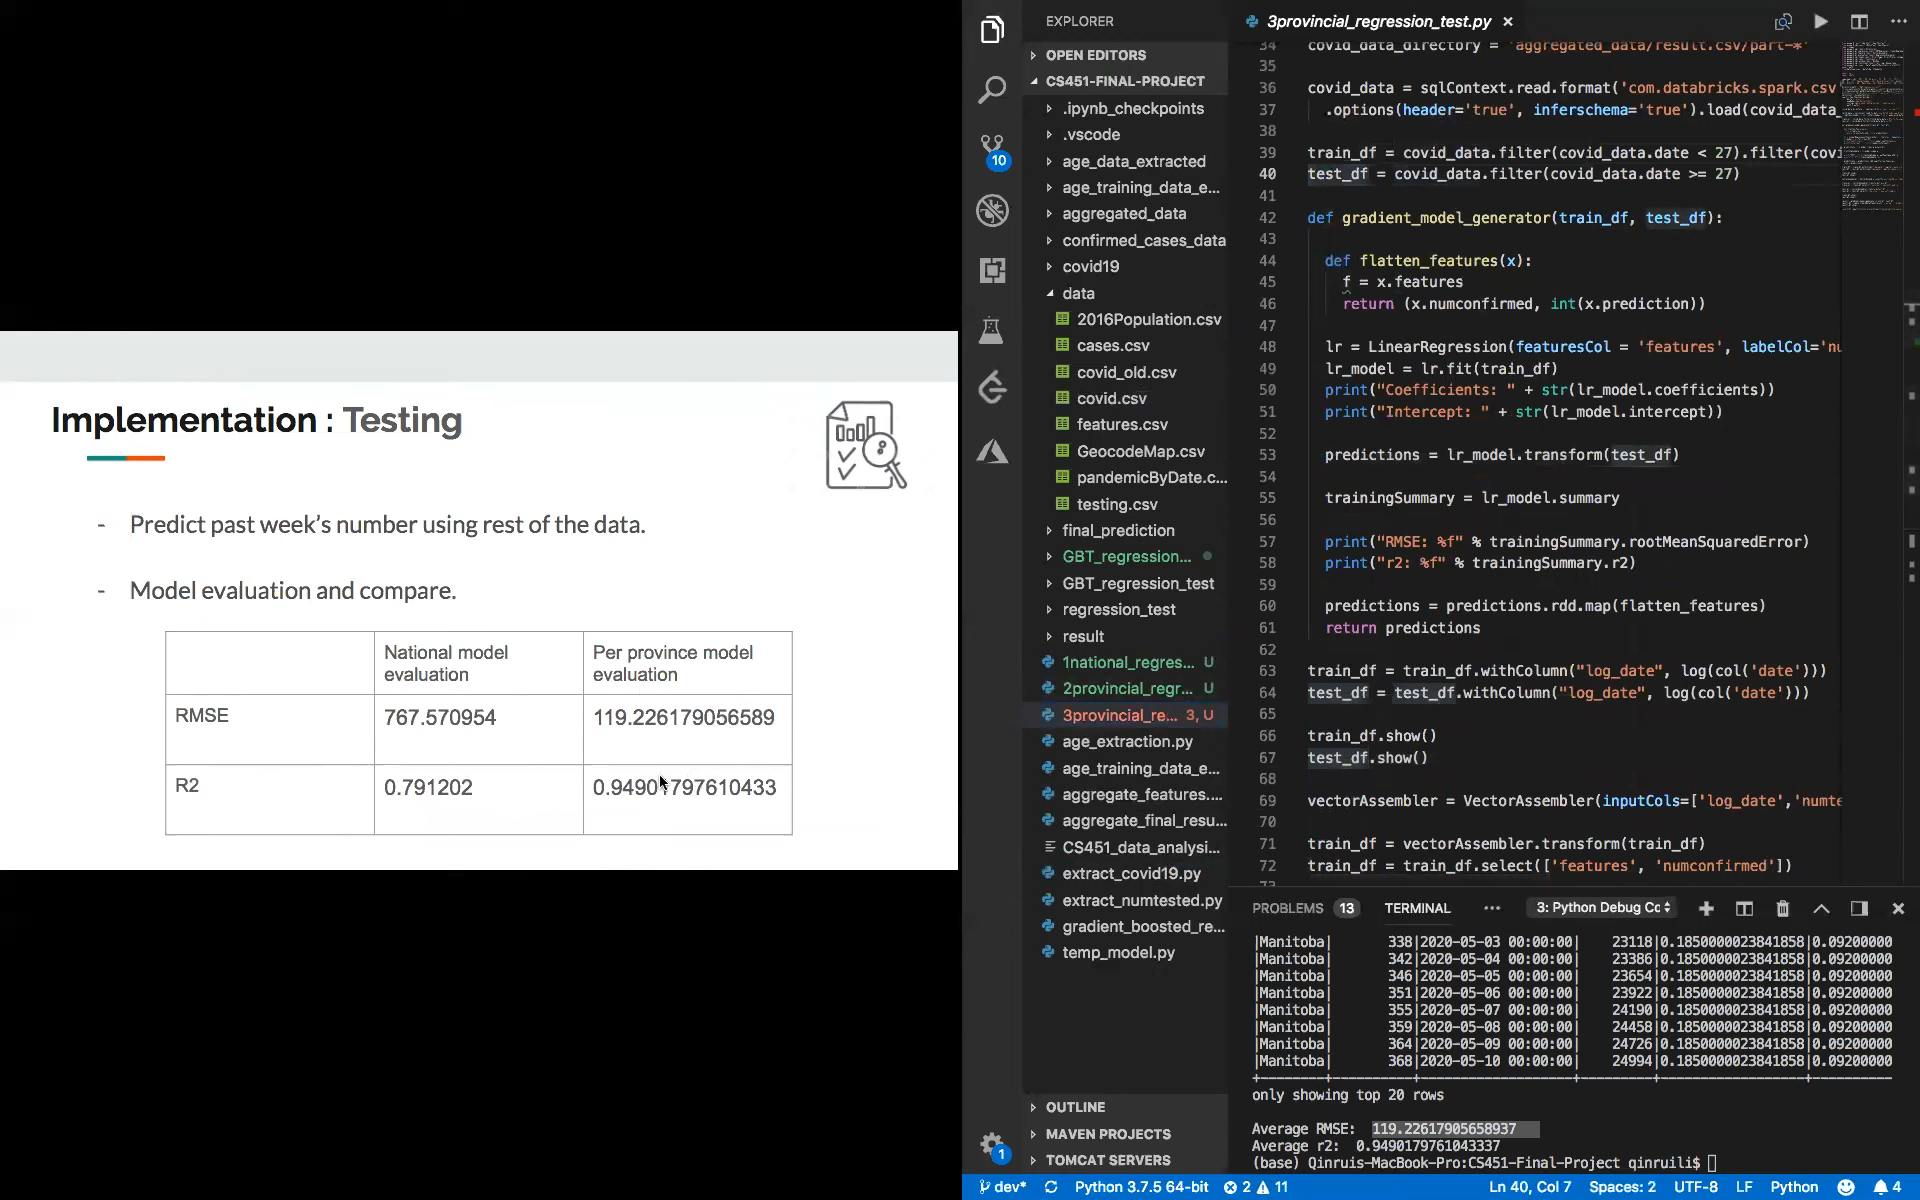 Implementation : Testing
- Predict past week's number using rest of the data.
- Model evaluation and compare.
National model evaluation
Per province model evaluation
RMSE 767.570954 119.226179056589
R2 0.791202 0.94901797610433
EXPLORER
OPEN EDITORS
CS451-FINAL-PROJECT
.ipynb_checkpoints
.vscode
age_data_extracted
age_training_data_e...
aggregated_data
confirmed_cases_data
covid19
data
2016Population.csv
cases.csv
covid_old.csv
covid.csv
features.csv
GeocodeMap.csv
pandemicByDate.c...
testing.csv
final_prediction
GBT_regression...
GBT_regression_test
regression_test
result
1national_regres... U
2provincial_regr... U
3provincial_re... 3, U
age_extraction.py
age_training_data_e...
aggregate_features....
aggregate_final_resu...
CS451_data_analysi...
extract_covid19.py
extract_numtested.py
gradient_boosted_re...
temp_model.py
OUTLINE
MAVEN PROJECTS
TOMCAT SERVERS
10
1
3provincial_regression_test.py
34 covid_data_directory = 'aggregated_data/result.csv/part-*'
35
36 covid_data = sqlContext.read.format('com.databricks.spark.csv'
37 .options(header='true', inferschema='true').load(covid_data_
38
39 train_df = covid_data.filter(covid_data.date < 27).filter(covi
40 test_df = covid_data.filter(covid_data.date >= 27)
41
42 def gradient_model_generator(train_df, test_df):
43
44 def flatten_features(x):
45 f = x.features
46 return (x.numconfirmed, int(x.prediction))
47
48 lr = LinearRegression(featuresCol = 'features', labelCol='nu
49 lr_model = lr.fit(train_df)
50 print("Coefficients: " + str(lr_model.coefficients))
51 print("Intercept: " + str(lr_model.intercept))
52
53 predictions = lr_model.transform(test_df)
54
55 trainingSummary = lr_model.summary
56
57 print("RMSE: %f" % trainingSummary.rootMeanSquaredError)
58 print("r2: %f" % trainingSummary.r2)
59
60 predictions = predictions.rdd.map(flatten_features)
61 return predictions
62
63 train_df = train_df.withColumn("log_date", log(col('date')))
64 test_df = test_df.withColumn("log_date", log(col('date')))
65
66 train_df.show()
67 test_df.show()
68
69 vectorAssembler = VectorAssembler(inputCols=['log_date','numte
70
71 train_df = vectorAssembler.transform(train_df)
72 train_df = train_df.select(['features', 'numconfirmed'])
73
PROBLEMS 13 TERMINAL ... 3: Python Debug Cc
|Manitoba| 338|2020-05-03 00:00:00| 23118|0.1850000023841858|0.09200000
|Manitoba| 342|2020-05-04 00:00:00| 23386|0.1850000023841858|0.09200000
|Manitoba| 346|2020-05-05 00:00:00| 23654|0.1850000023841858|0.09200000
|Manitoba| 351|2020-05-06 00:00:00| 23922|0.1850000023841858|0.09200000
|Manitoba| 355|2020-05-07 00:00:00| 24190|0.1850000023841858|0.09200000
|Manitoba| 359|2020-05-08 00:00:00| 24458|0.1850000023841858|0.09200000
|Manitoba| 364|2020-05-09 00:00:00| 24726|0.1850000023841858|0.09200000
|Manitoba| 368|2020-05-10 00:00:00| 24994|0.1850000023841858|0.09200000
only showing top 20 rows
Average RMSE: 119.22617905658937
Average r2: 0.9490179761043337
(base) Qinruis-MacBook-Pro:CS451-Final-Project qinruili$
dev* Python 3.7.5 64-bit 2 11 Ln 40, Col 7 Spaces: 2 UTF-8 LF Python 4